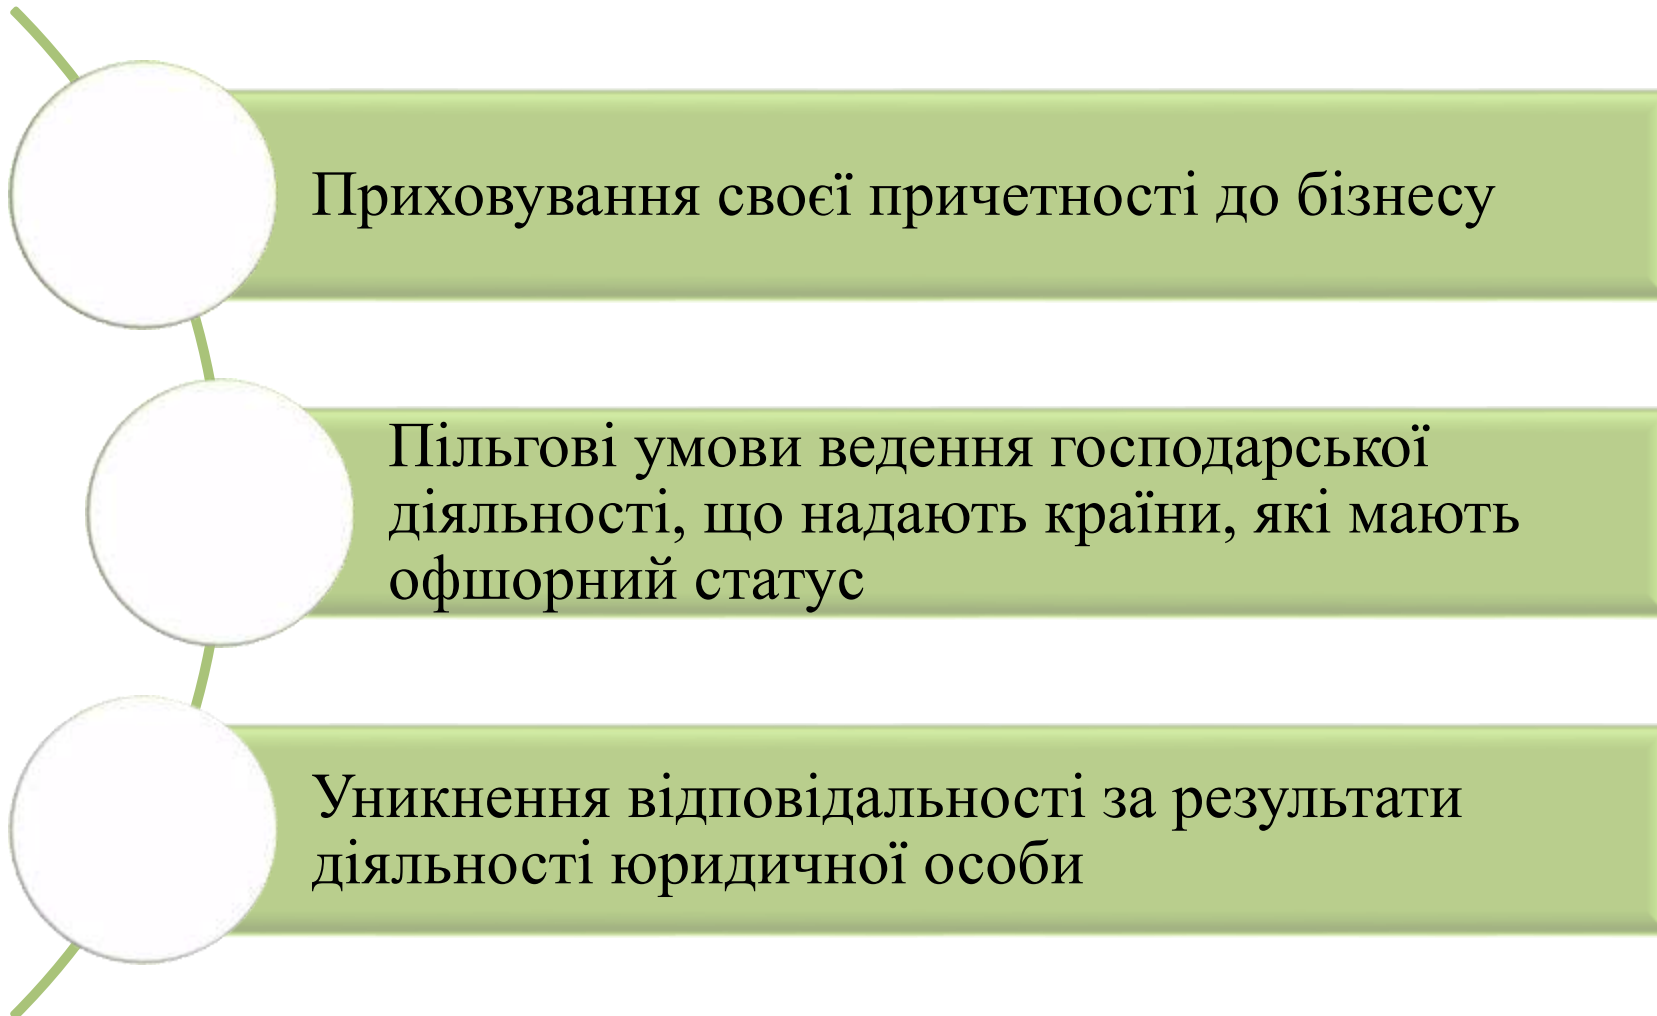 Приховування своєї причетності до бізнесу
Пільгові умови ведення господарської
діяльності, що надають країни, які мають
офшорний статус
Уникнення відповідальності за результати
діяльності юридичної особи